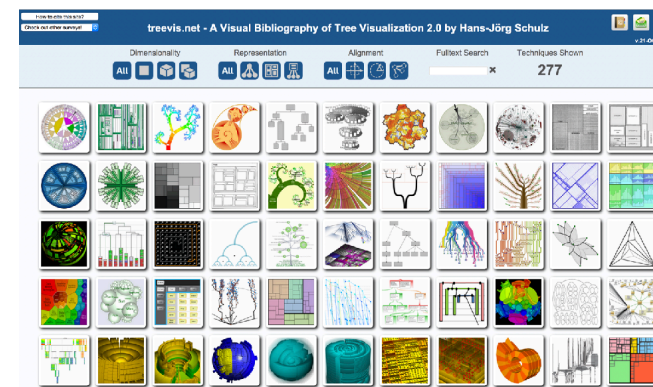 How to cite this site?
Check out other surveys!
treevis.net - A Visual Bibliography of Tree Visualization 2.0 by Hans-Jörg Schulz
Dimensionality
Representation
Alignment
Fulltext Search
Techniques Shown
All
All
All
277